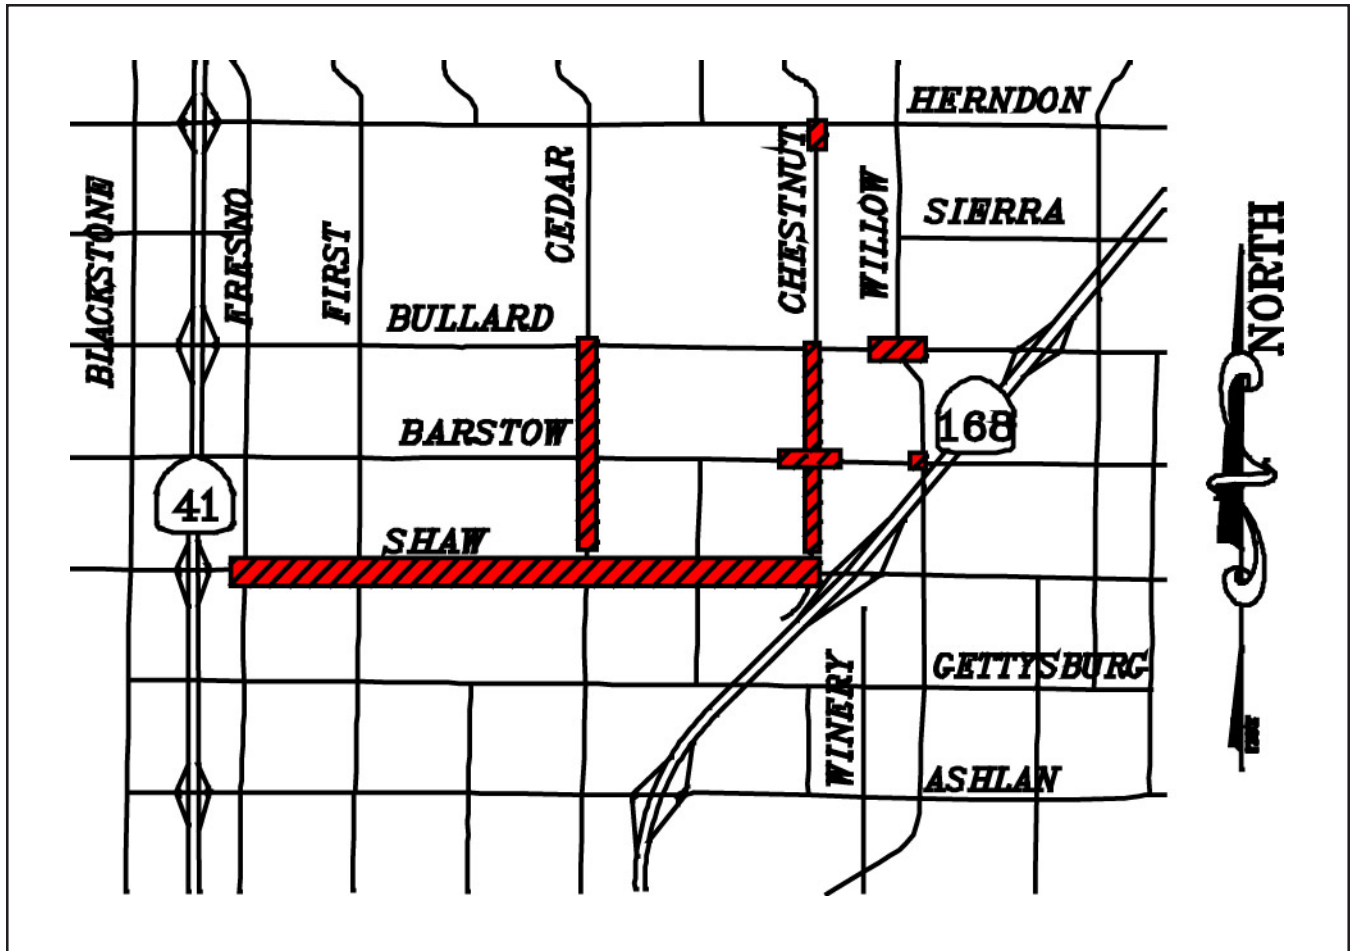 HERNDON
BLACKSTONE
FRESNO
FIRST
CEDAR
CHESTNUT
WILLOW
SIERRA
NORTH
BULLARD
BARSTOW
168
41
SHAW
GETTYSBURG
WINERY
ASHLAN